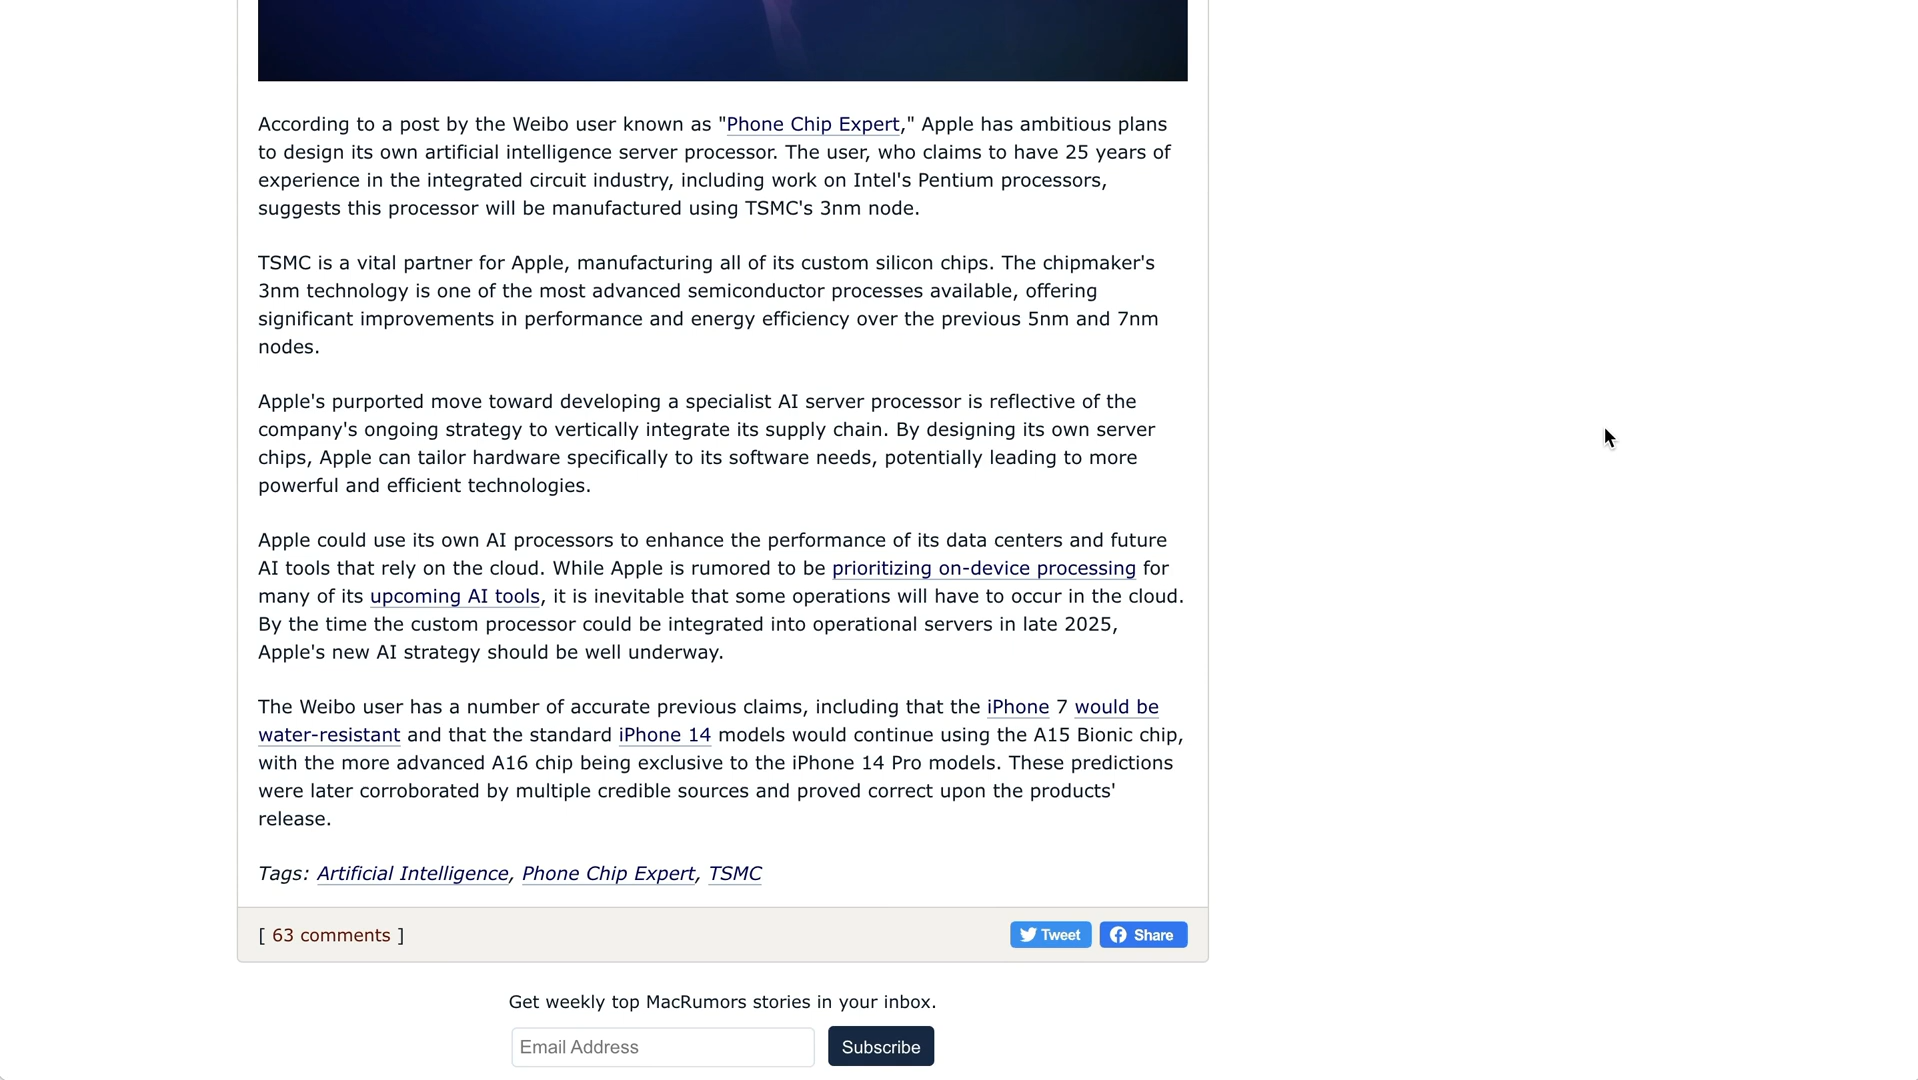 According to a post by the Weibo user known as "Phone Chip Expert," Apple has ambitious plans
to design its own artificial intelligence server processor. The user, who claims to have 25 years of
experience in the integrated circuit industry, including work on Intel's Pentium processors,
suggests this processor will be manufactured using TSMC's 3nm node.
TSMC is a vital partner for Apple, manufacturing all of its custom silicon chips. The chipmaker's
3nm technology is one of the most advanced semiconductor processes available, offering
significant improvements in performance and energy efficiency over the previous 5nm and 7nm
nodes.
Apple's purported move toward developing a specialist AI server processor is reflective of the
company's ongoing strategy to vertically integrate its supply chain. By designing its own server
chips, Apple can tailor hardware specifically to its software needs, potentially leading to more
powerful and efficient technologies.
Apple could use its own AI processors to enhance the performance of its data centers and future
AI tools that rely on the cloud. While Apple is rumored to be prioritizing on-device processing for
many of its upcoming AI tools, it is inevitable that some operations will have to occur in the cloud.
By the time the custom processor could be integrated into operational servers in late 2025,
Apple's new AI strategy should be well underway.
The Weibo user has a number of accurate previous claims, including that the iPhone 7 would be
water-resistant and that the standard iPhone 14 models would continue using the A15 Bionic chip,
with the more advanced A16 chip being exclusive to the iPhone 14 Pro models. These predictions
were later corroborated by multiple credible sources and proved correct upon the products'
release.
Tags: Artificial Intelligence, Phone Chip Expert, TSMC
[ 63 comments ] Tweet Share
Get weekly top MacRumors stories in your inbox.
Email Address Subscribe